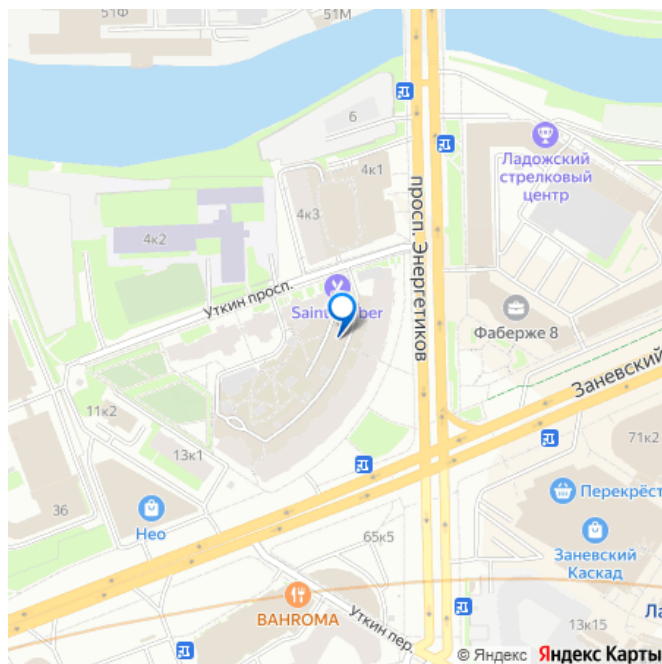 51Ф
51М
6
Ладожский
стрелковый
центр
4к1
4к3
4к2
просп. Энергетиков
Уткин просп.
Фаберже 8
Заневский
11к2
13к1
71к2
36
Нео
Перекрёст
65к5
Заневский
Каскад
BAHROMA
Уткин пер.
13к15
© Яндекс Яндекс Карты